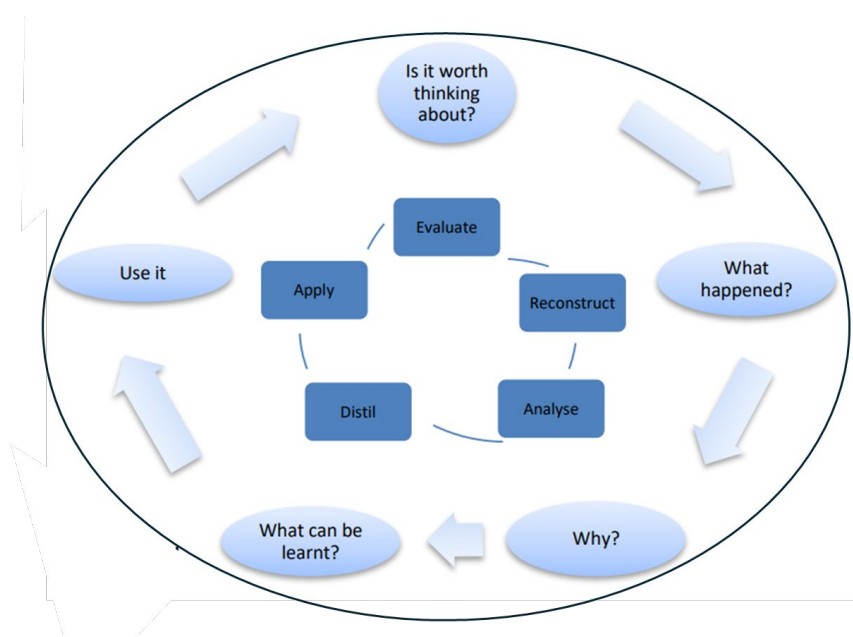 Is it worth
thinking
about?
Evaluate
Use it
Apply
Reconstruct
What
happened?
Distil
Analyse
What can be
learnt?
Why?